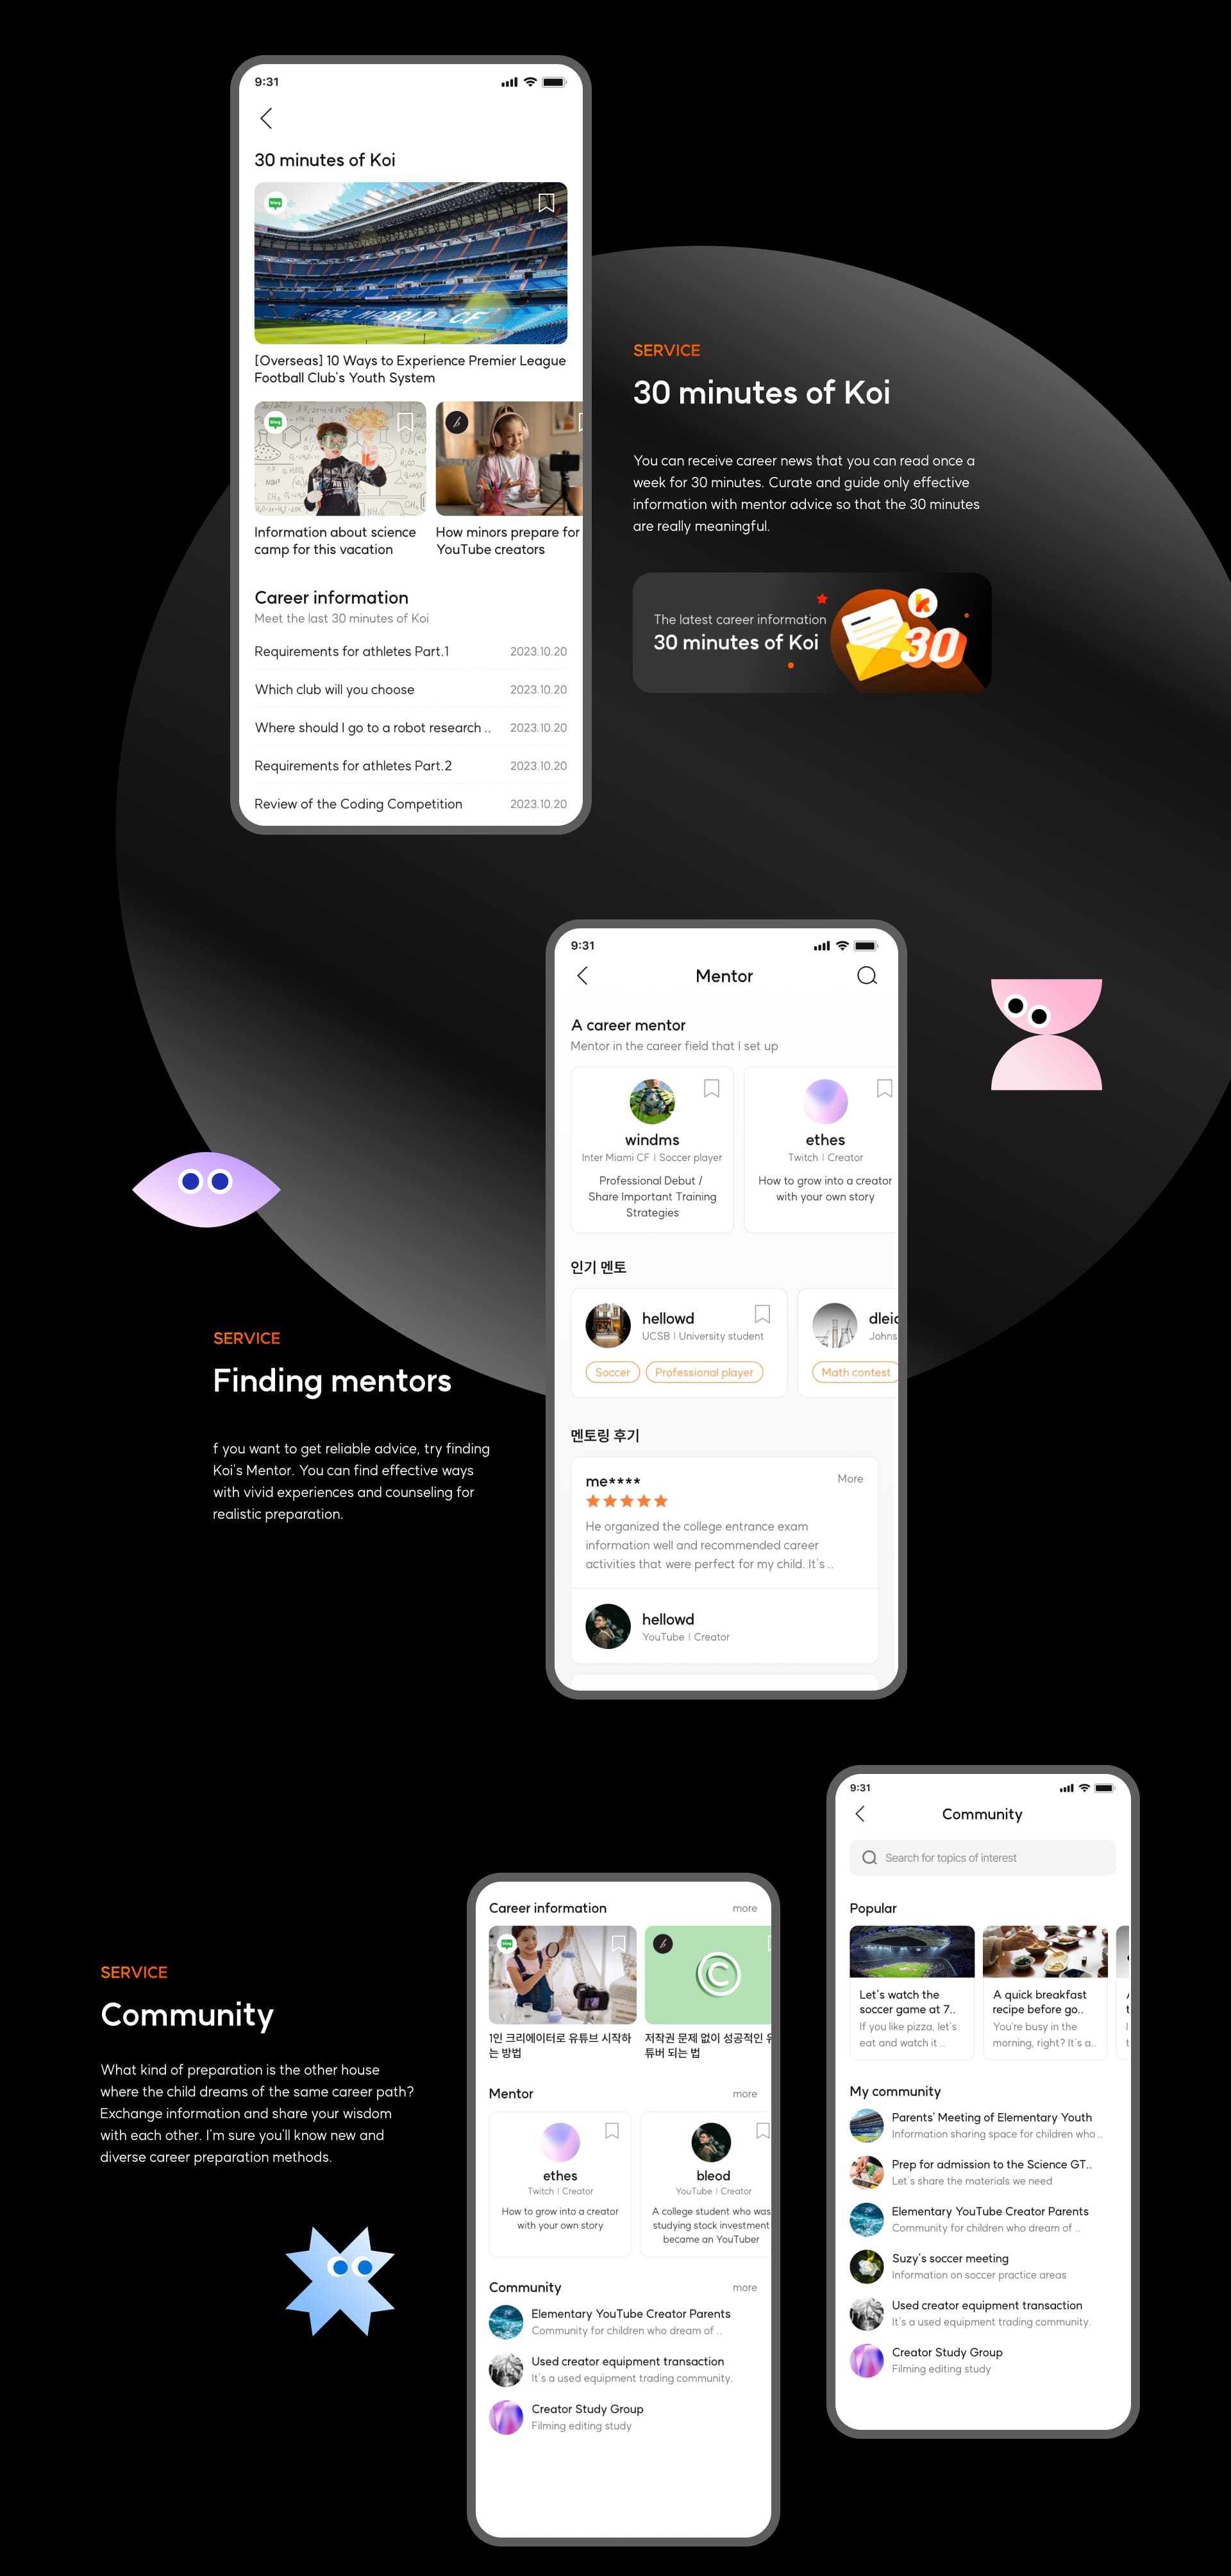 9:31
30 minutes of Koi
blog
REAL MADRID C.F.
[Overseas] 10 Ways to Experience Premier League
Football Club's Youth System
blog
b
Information about science
camp for this vacation
How minors prepare for
YouTube creators
Career information
Meet the last 30 minutes of Koi
Requirements for athletes Part.1 2023.10.20
Which club will you choose 2023.10.20
Where should I go to a robot research .. 2023.10.20
Requirements for athletes Part.2 2023.10.20
Review of the Coding Competition 2023.10.20
SERVICE
30 minutes of Koi
You can receive career news that you can read once a
week for 30 minutes. Curate and guide only effective
information with mentor advice so that the 30 minutes
are really meaningful.
The latest career information
30 minutes of Koi
k
30
9:31
Mentor
A career mentor
Mentor in the career field that I set up
windms
Inter Miami CF | Soccer player
Professional Debut /
Share Important Training
Strategies
ethes
Twitch | Creator
How to grow into a creator
with your own story
인기 멘토
hellowd
UCSB | University student
Soccer
Professional player
dleic
Johns
Math contest
멘토링 후기
me****
More
He organized the college entrance exam
information well and recommended career
activities that were perfect for my child. It's ..
hellowd
YouTube | Creator
SERVICE
Finding mentors
f you want to get reliable advice, try finding
Koi's Mentor. You can find effective ways
with vivid experiences and counseling for
realistic preparation.
SERVICE
Community
What kind of preparation is the other house
where the child dreams of the same career path?
Exchange information and share your wisdom
with each other. I'm sure you'll know new and
diverse career preparation methods.
Career information
more
blog
b
©
1인 크리에이터로 유튜브 시작하
는 방법
저작권 문제 없이 성공적인 유
튜버 되는 법
Mentor
more
ethes
Twitch | Creator
How to grow into a creator
with your own story
bleod
YouTube | Creator
A college student who was
studying stock investment
became an YouTuber
Community
more
Elementary YouTube Creator Parents
Community for children who dream of ..
Used creator equipment transaction
It's a used equipment trading community.
Creator Study Group
Filming editing study
9:31
Community
Search for topics of interest
Popular
Let's watch the
soccer game at 7..
If you like pizza, let's
eat and watch it ..
A quick breakfast
recipe before go..
You're busy in the
morning, right? It's a..
My community
Parents' Meeting of Elementary Youth
Information sharing space for children who ..
Prep for admission to the Science GT..
Let's share the materials we need
Elementary YouTube Creator Parents
Community for children who dream of ..
Suzy's soccer meeting
Information on soccer practice areas
Used creator equipment transaction
It's a used equipment trading community.
Creator Study Group
Filming editing study